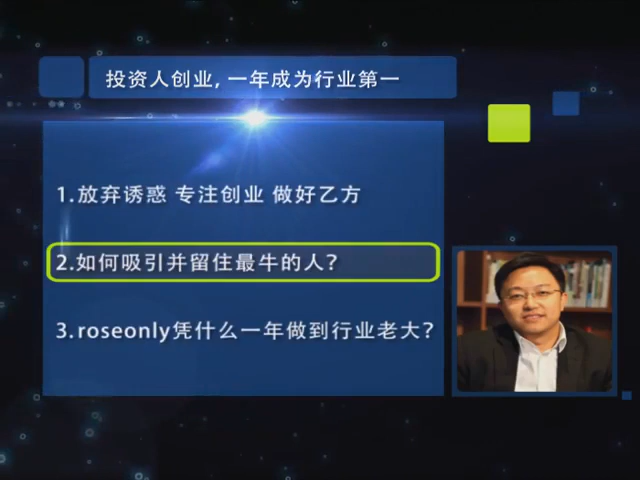 投资人创业, 一年成为行业第一
1.放弃诱惑 专注创业 做好乙方
2.如何吸引并留住最牛的人?
3.roseonly凭什么一年做到行业老大?